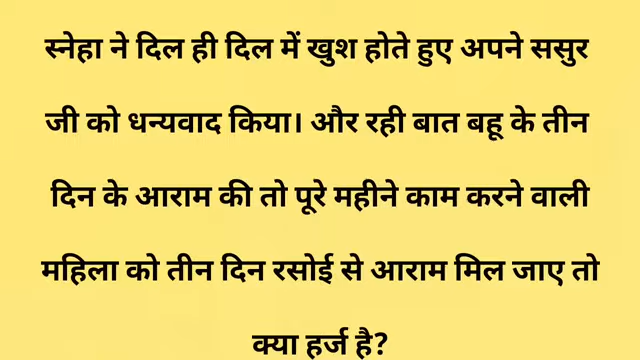 स्नेहा ने दिल ही दिल में खुश होते हुए अपने ससुर
जी को धन्यवाद किया। और रही बात बहू के तीन
दिन के आराम की तो पूरे महीने काम करने वाली
महिला को तीन दिन रसोई से आराम मिल जाए तो
क्या हर्ज है?